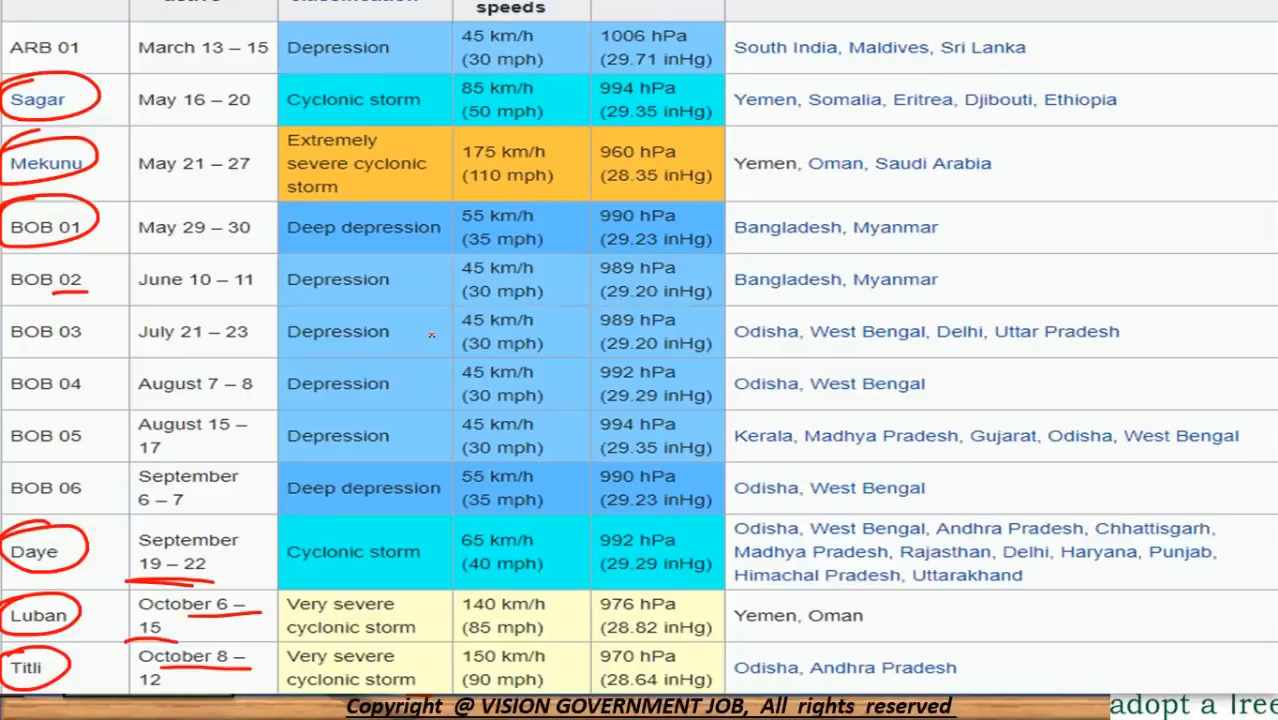 speeds
ARB 01 March 13 – 15 Depression 45 km/h (30 mph) 1006 hPa (29.71 inHg) South India, Maldives, Sri Lanka
Sagar May 16 – 20 Cyclonic storm 85 km/h (50 mph) 994 hPa (29.35 inHg) Yemen, Somalia, Eritrea, Djibouti, Ethiopia
Mekunu May 21 – 27 Extremely severe cyclonic storm 175 km/h (110 mph) 960 hPa (28.35 inHg) Yemen, Oman, Saudi Arabia
BOB 01 May 29 – 30 Deep depression 55 km/h (35 mph) 990 hPa (29.23 inHg) Bangladesh, Myanmar
BOB 02 June 10 – 11 Depression 45 km/h (30 mph) 989 hPa (29.20 inHg) Bangladesh, Myanmar
BOB 03 July 21 – 23 Depression 45 km/h (30 mph) 989 hPa (29.20 inHg) Odisha, West Bengal, Delhi, Uttar Pradesh
BOB 04 August 7 – 8 Depression 45 km/h (30 mph) 992 hPa (29.29 inHg) Odisha, West Bengal
BOB 05 August 15 – 17 Depression 45 km/h (30 mph) 994 hPa (29.35 inHg) Kerala, Madhya Pradesh, Gujarat, Odisha, West Bengal
BOB 06 September 6 – 7 Deep depression 55 km/h (35 mph) 990 hPa (29.23 inHg) Odisha, West Bengal
Daye September 19 – 22 Cyclonic storm 65 km/h (40 mph) 992 hPa (29.29 inHg) Odisha, West Bengal, Andhra Pradesh, Chhattisgarh, Madhya Pradesh, Rajasthan, Delhi, Haryana, Punjab, Himachal Pradesh, Uttarakhand
Luban October 6 – 15 Very severe cyclonic storm 140 km/h (85 mph) 976 hPa (28.82 inHg) Yemen, Oman
Titli October 8 – 12 Very severe cyclonic storm 150 km/h (90 mph) 970 hPa (28.64 inHg) Odisha, Andhra Pradesh
Copyright @ VISION GOVERNMENT JOB, All rights reserved adopt a Tree